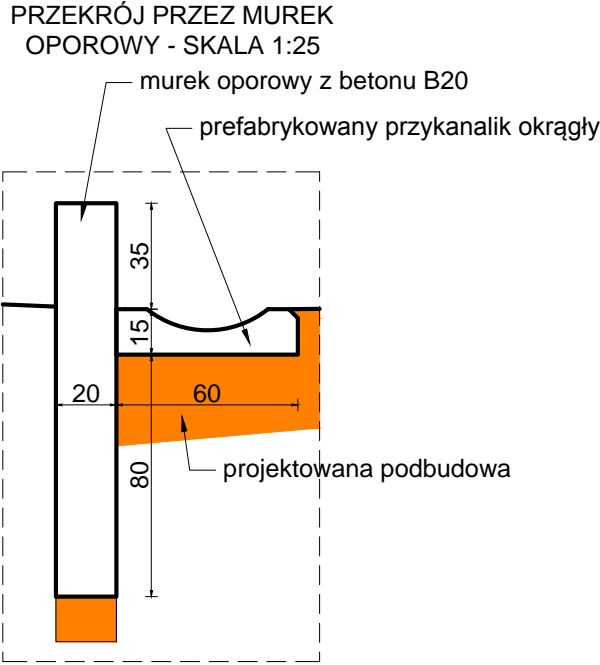 PRZEKRÓJ PRZEZ MUREK
OPOROWY - SKALA 1:25
murek oporowy z betonu B20
prefabrykowany przykanalik okrągły
35
15
20
60
80
projektowana podbudowa